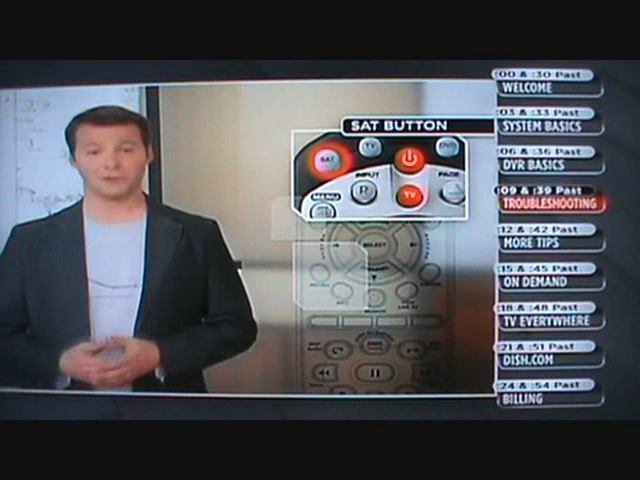 :00 & :30 Past
WELCOME
:03 & :33 Past
SYSTEM BASICS
:06 & :36 Past
DVR BASICS
:09 & :39 Past
TROUBLESHOOTING
:12 & :42 Past
MORE TIPS
:15 & :45 Past
ON DEMAND
:18 & :48 Past
TV EVERYWHERE
:21 & :51 Past
DISH.COM
:24 & :54 Past
BILLING
SAT BUTTON
SAT
TV
DVD
INPUT
PAGE
MENU
TV
SELECT